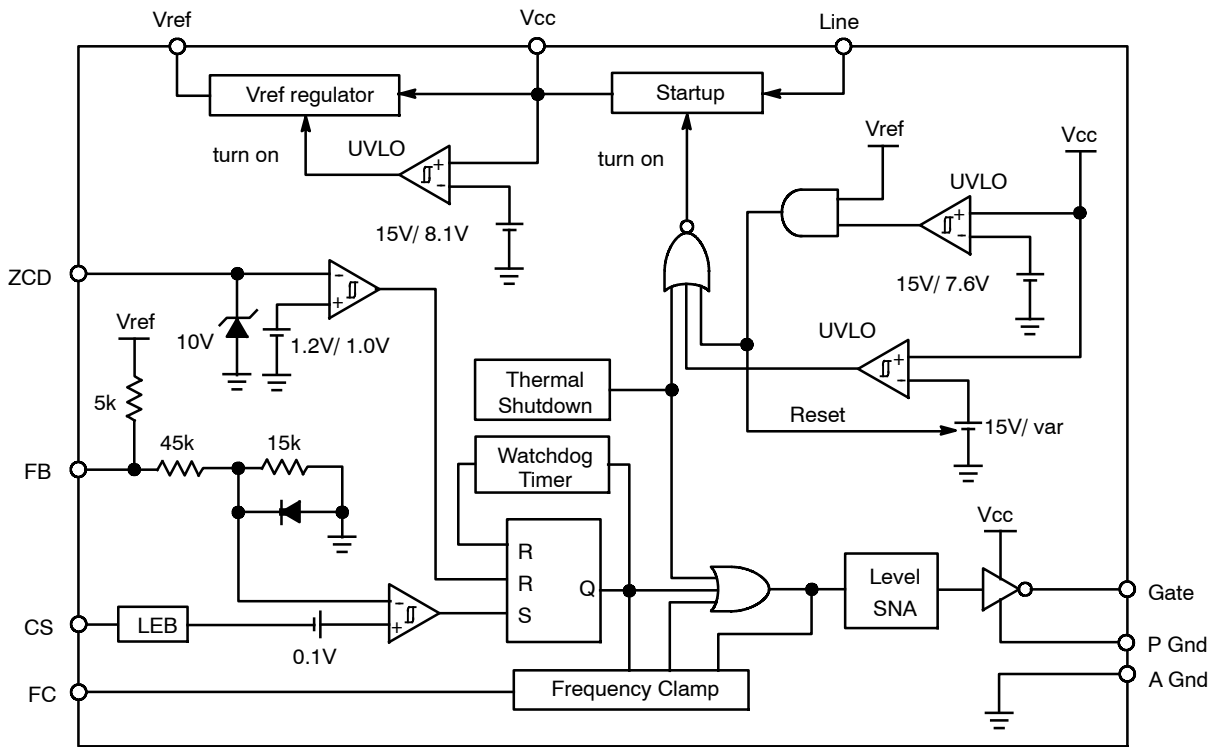 Vref
Vcc
Line
Vref regulator
Startup
turn on
UVLO
turn on
Vref
Vcc
UVLO
+
-
+
-
15V/ 8.1V
15V/ 7.6V
ZCD
-
+
Vref
10V
1.2V/ 1.0V
UVLO
+
-
5k
Thermal
Shutdown
Reset
15V/ var
45k
15k
FB
Watchdog
Timer
Vcc
R
R
S
Q
Level
SNA
Gate
CS
LEB
0.1V
-
+
P Gnd
FC
Frequency Clamp
A Gnd